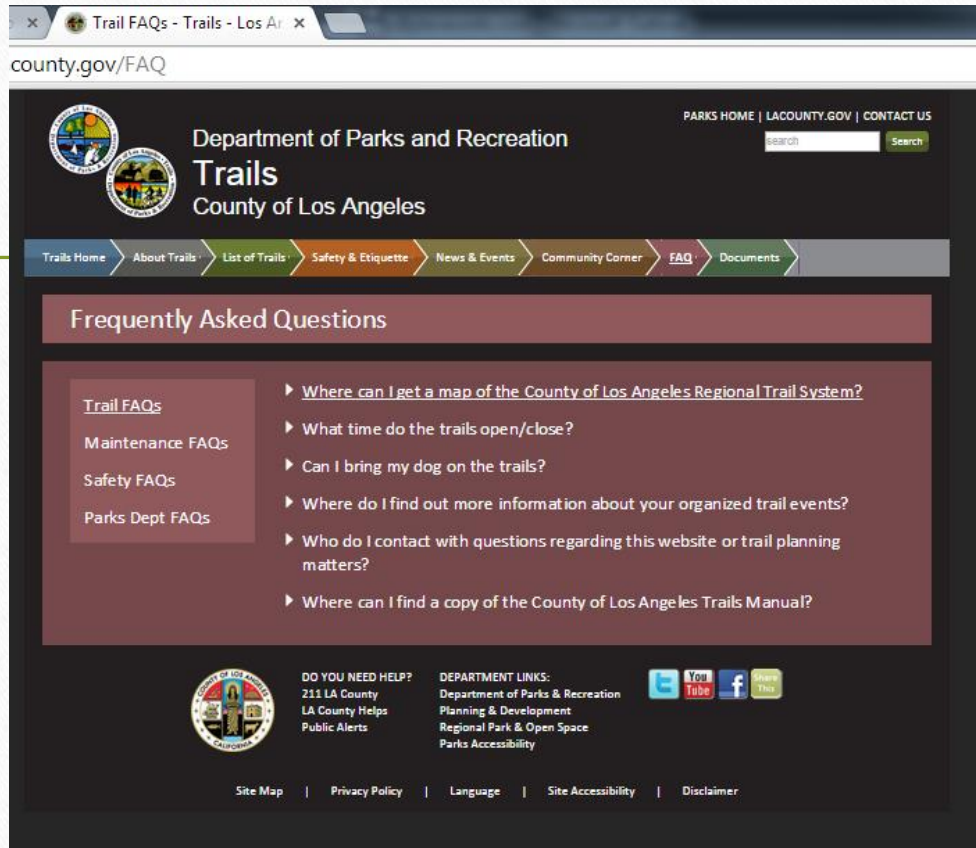 Trail FAQs - Trails - Los An
county.gov/FAQ
PARKS HOME | LACOUNTY.GOV | CONTACT US
search
Search
Department of Parks and Recreation
Trails
County of Los Angeles
Trails Home
About Trails
List of Trails
Safety & Etiquette
News & Events
Community Corner
FAQ
Documents
Frequently Asked Questions
Trail FAQs
Maintenance FAQs
Safety FAQs
Parks Dept FAQs
Where can I get a map of the County of Los Angeles Regional Trail System?
What time do the trails open/close?
Can I bring my dog on the trails?
Where do I find out more information about your organized trail events?
Who do I contact with questions regarding this website or trail planning
matters?
Where can I find a copy of the County of Los Angeles Trails Manual?
COUNTY OF LOS ANGELES
CALIFORNIA
DO YOU NEED HELP?
211 LA County
LA County Helps
Public Alerts
DEPARTMENT LINKS:
Department of Parks & Recreation
Planning & Development
Regional Park & Open Space
Parks Accessibility
You
Tube
f
Share
This
Site Map | Privacy Policy | Language | Site Accessibility | Disclaimer